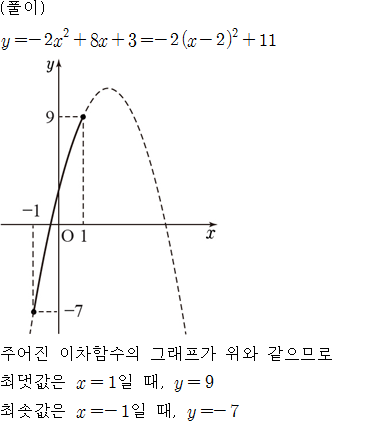 (풀이)
y=−2x²+8x+3=−2(x−2)²+11
y
9
−1
O 1 x
−7
주어진 이차함수의 그래프가 위와 같으므로
최댓값은 x=1일 때, y=9
최솟값은 x=−1일 때, y=−7